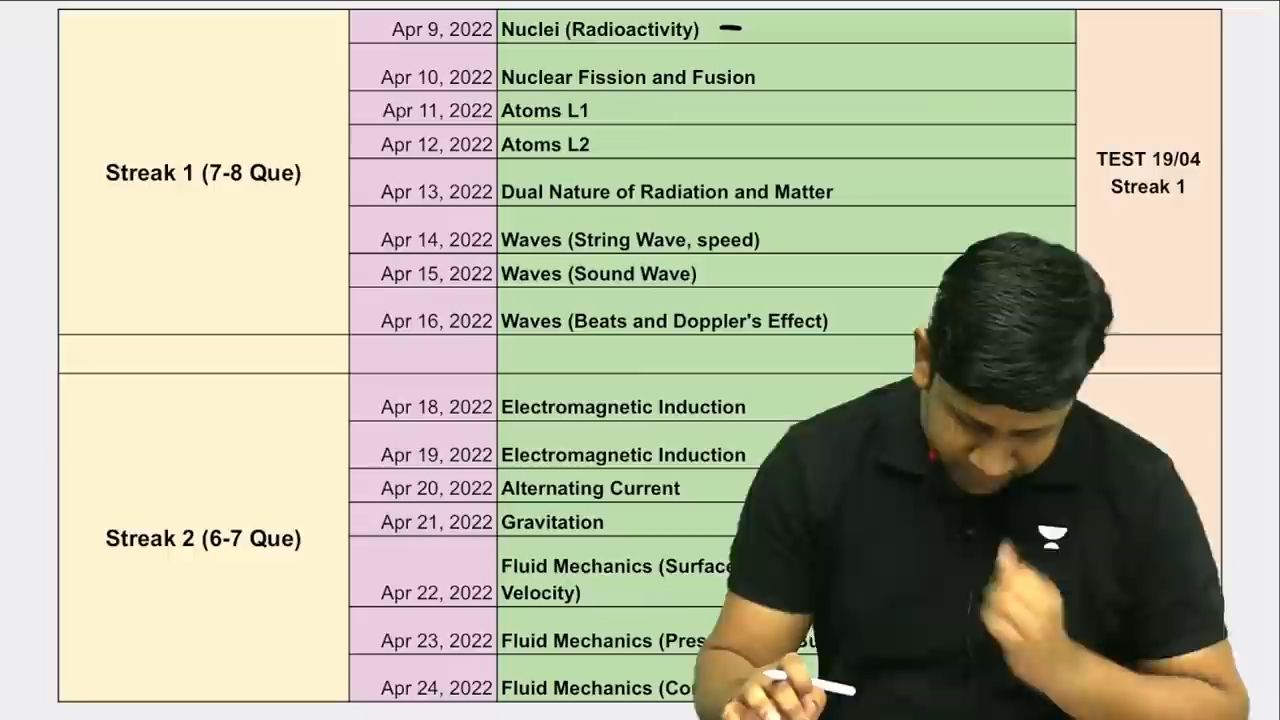 Streak 1 (7-8 Que)
Apr 9, 2022 Nuclei (Radioactivity)
Apr 10, 2022 Nuclear Fission and Fusion
Apr 11, 2022 Atoms L1
Apr 12, 2022 Atoms L2
Apr 13, 2022 Dual Nature of Radiation and Matter
Apr 14, 2022 Waves (String Wave, speed)
Apr 15, 2022 Waves (Sound Wave)
Apr 16, 2022 Waves (Beats and Doppler's Effect)
TEST 19/04
Streak 1
Streak 2 (6-7 Que)
Apr 18, 2022 Electromagnetic Induction
Apr 19, 2022 Electromagnetic Induction
Apr 20, 2022 Alternating Current
Apr 21, 2022 Gravitation
Fluid Mechanics (Surface
Apr 22, 2022 Velocity)
Apr 23, 2022 Fluid Mechanics
Apr 24, 2022 Fluid Mechanics